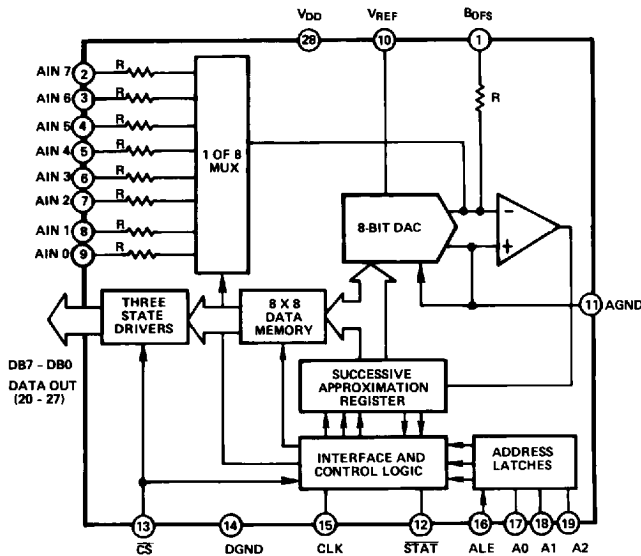 VDD
VREF
BOFS
28
10
1
AIN 7 2 R
AIN 6 3 R
AIN 5 4 R
AIN 4 5 R
AIN 3 6 R
AIN 2 7 R
AIN 1 8 R
AIN 0 9 R
1 OF 8
MUX
R
8-BIT DAC
−
+
11 AGND
THREE
STATE
DRIVERS
8 X 8
DATA
MEMORY
DB7 – DB0
DATA OUT
(20 - 27)
SUCCESSIVE
APPROXIMATION
REGISTER
INTERFACE AND
CONTROL LOGIC
ADDRESS
LATCHES
13
14
15
12
16
17
18
19
CS
DGND
CLK
STAT
ALE
A0
A1
A2